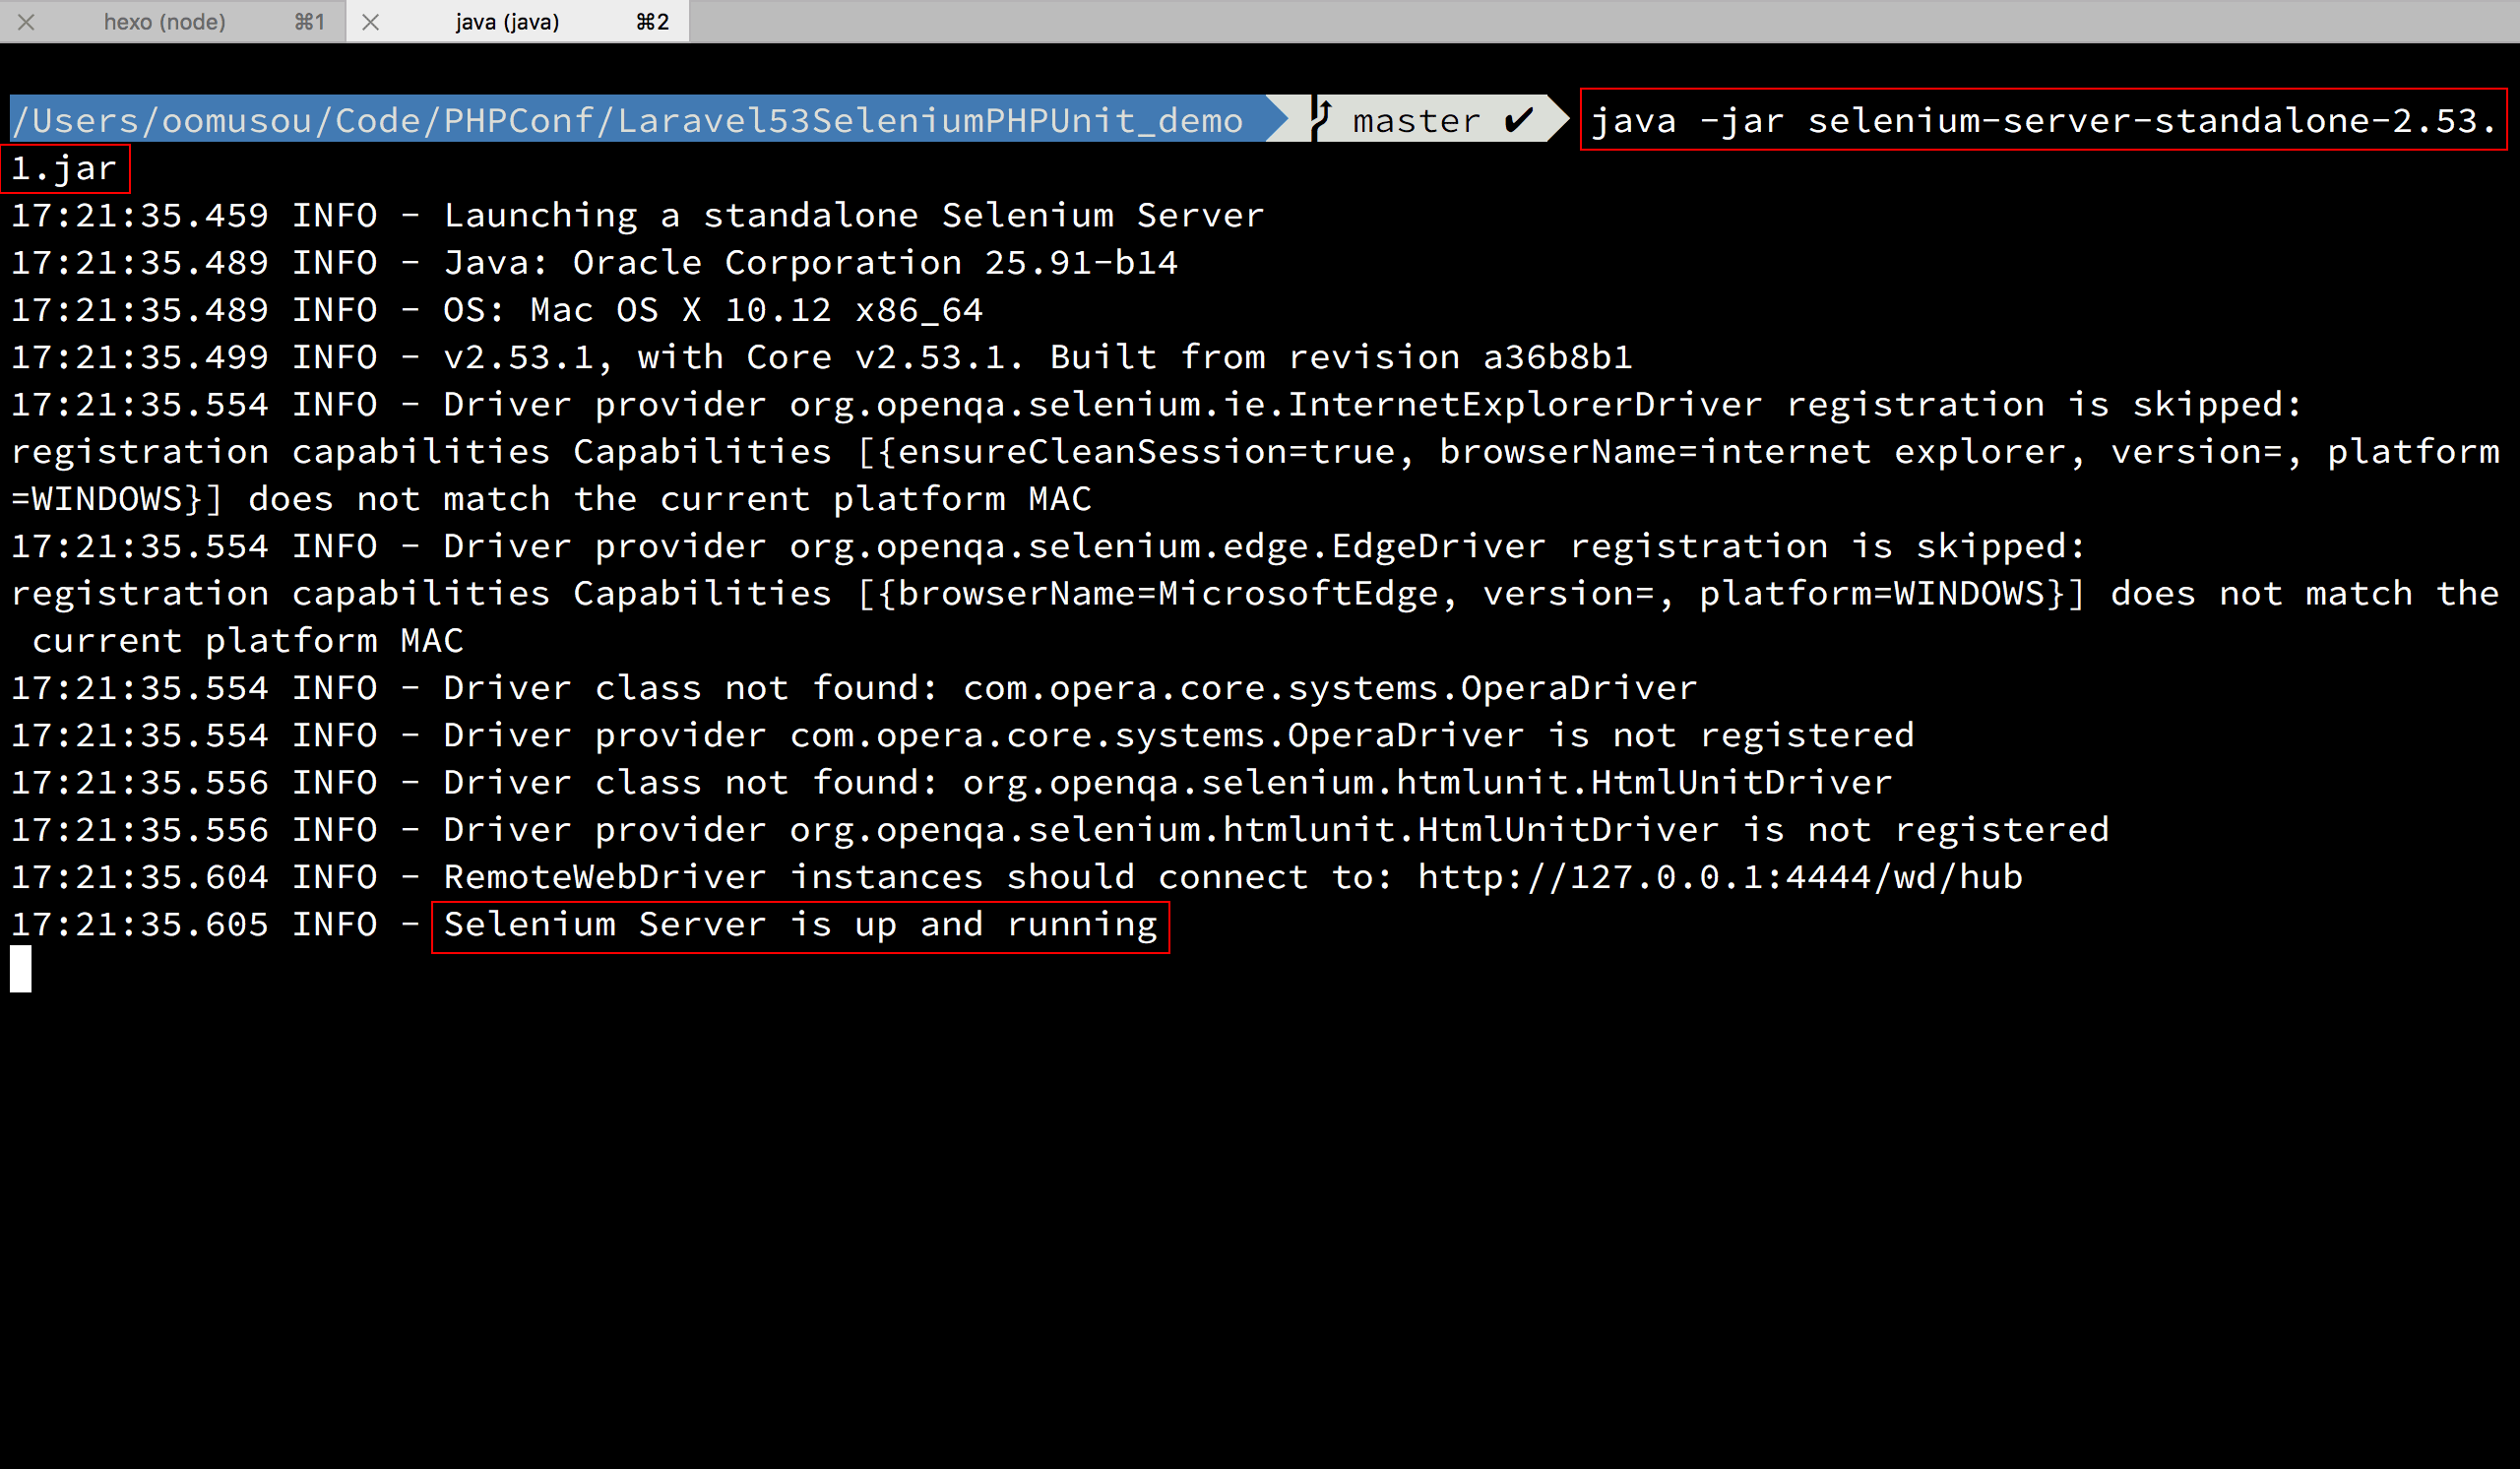 hexo (node) ⌘1 java (java) ⌘2
/Users/oomusou/Code/PHPConf/Laravel53SeleniumPHPUnit_demo master ✔ java -jar selenium-server-standalone-2.53.
1.jar
17:21:35.459 INFO - Launching a standalone Selenium Server
17:21:35.489 INFO - Java: Oracle Corporation 25.91-b14
17:21:35.489 INFO - OS: Mac OS X 10.12 x86_64
17:21:35.499 INFO - v2.53.1, with Core v2.53.1. Built from revision a36b8b1
17:21:35.554 INFO - Driver provider org.openqa.selenium.ie.InternetExplorerDriver registration is skipped:
registration capabilities Capabilities [{ensureCleanSession=true, browserName=internet explorer, version=, platform
=WINDOWS}] does not match the current platform MAC
17:21:35.554 INFO - Driver provider org.openqa.selenium.edge.EdgeDriver registration is skipped:
registration capabilities Capabilities [{browserName=MicrosoftEdge, version=, platform=WINDOWS}] does not match the
 current platform MAC
17:21:35.554 INFO - Driver class not found: com.opera.core.systems.OperaDriver
17:21:35.554 INFO - Driver provider com.opera.core.systems.OperaDriver is not registered
17:21:35.556 INFO - Driver class not found: org.openqa.selenium.htmlunit.HtmlUnitDriver
17:21:35.556 INFO - Driver provider org.openqa.selenium.htmlunit.HtmlUnitDriver is not registered
17:21:35.604 INFO - RemoteWebDriver instances should connect to: http://127.0.0.1:4444/wd/hub
17:21:35.605 INFO - Selenium Server is up and running